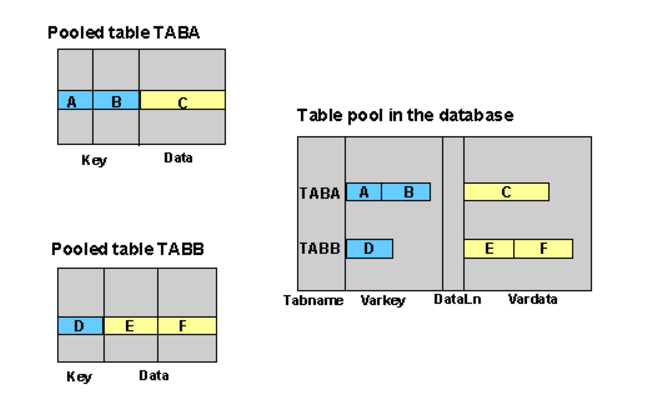 Pooled table TABA
A B C
Key Data
Table pool in the database
TABA A B C
TABB D E F
Tabname Varkey DataLn Vardata
Pooled table TABB
D E F
Key Data